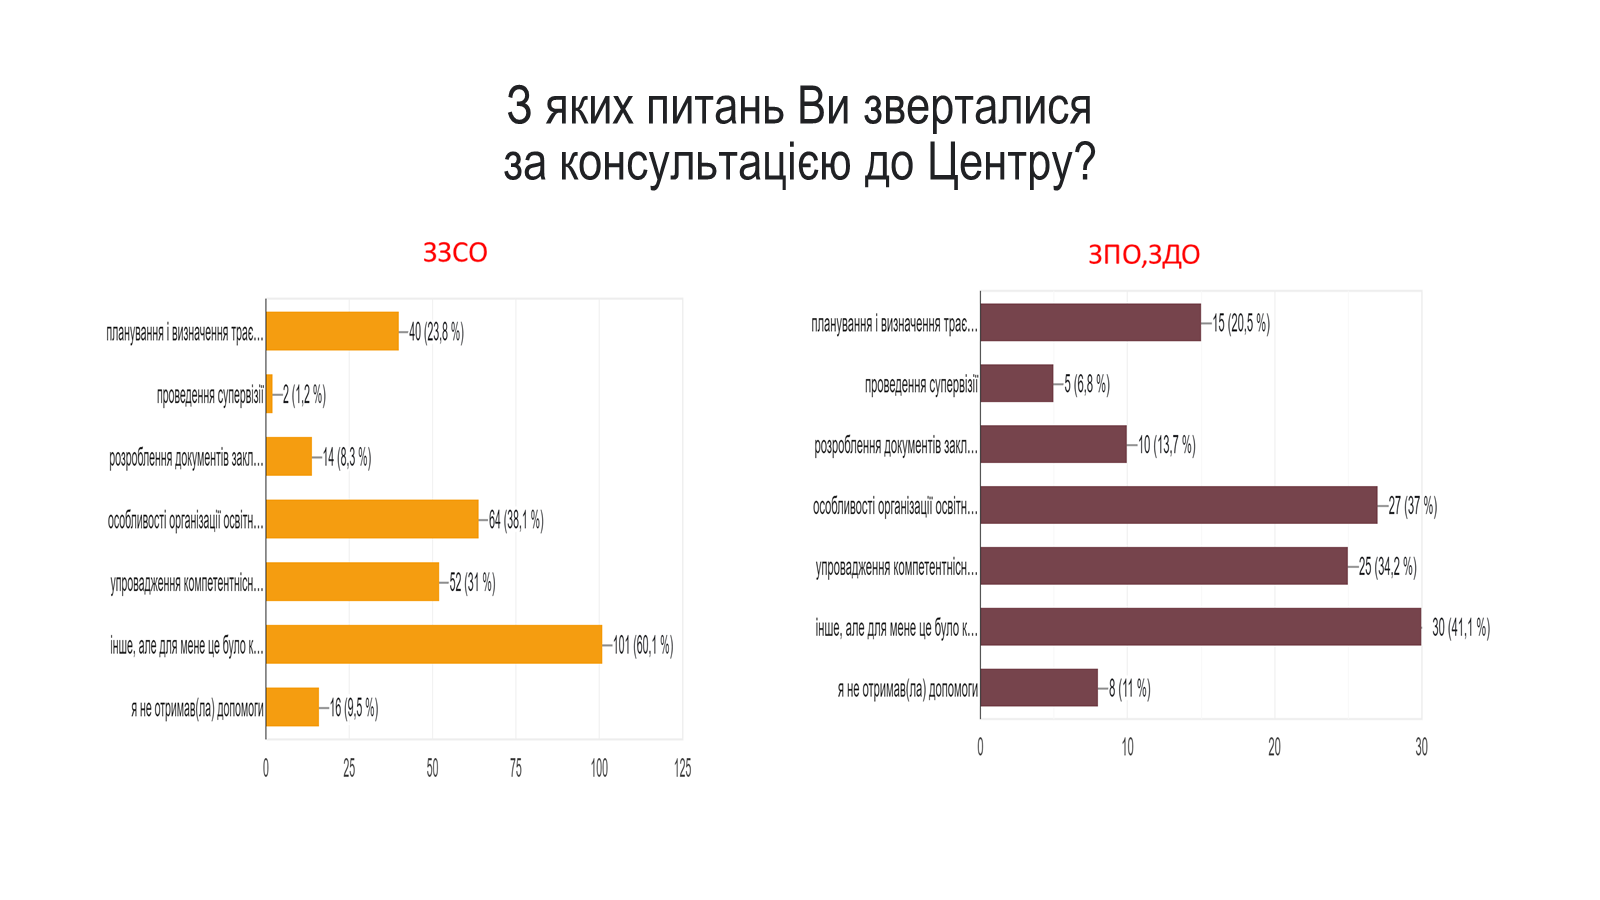 З яких питань Ви зверталися
за консультацією до Центру?
ЗЗСО
планування і визначення трає...
40 (23,8 %)
проведення супервізії
2 (1,2 %)
розроблення документів закл...
14 (8,3 %)
особливості організації освітн...
64 (38,1 %)
упровадження компетентнісн...
52 (31 %)
інше, але для мене це було к...
101 (60,1 %)
я не отримав(ла) допомоги
16 (9,5 %)
0 25 50 75 100 125
ЗПО,ЗДО
планування і визначення трає...
15 (20,5 %)
проведення супервізії
5 (6,8 %)
розроблення документів закл...
10 (13,7 %)
особливості організації освітн...
27 (37 %)
упровадження компетентнісн...
25 (34,2 %)
інше, але для мене це було к...
30 (41,1 %)
я не отримав(ла) допомоги
8 (11 %)
0 10 20 30